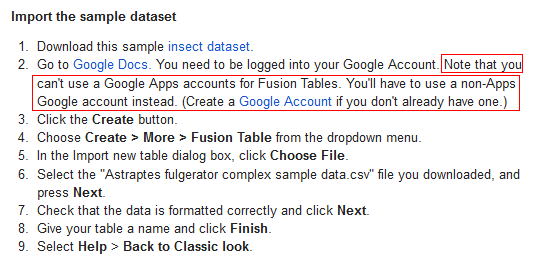 Import the sample dataset
1. Download this sample insect dataset.
2. Go to Google Docs. You need to be logged into your Google Account. Note that you
can't use a Google Apps accounts for Fusion Tables. You'll have to use a non-Apps
Google account instead. (Create a Google Account if you don't already have one.)
3. Click the Create button.
4. Choose Create > More > Fusion Table from the dropdown menu.
5. In the Import new table dialog box, click Choose File.
6. Select the "Astraptes fulgerator complex sample data.csv" file you downloaded, and
press Next.
7. Check that the data is formatted correctly and click Next.
8. Give your table a name and click Finish.
9. Select Help > Back to Classic look.